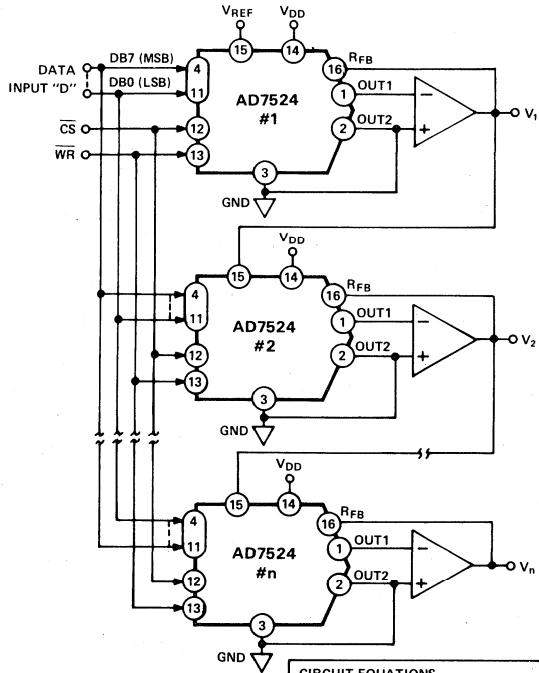 VREF VDD
DATA INPUT "D"
DB7 (MSB)
DB0 (LSB)
CS
WR
4
11
12
13
15
14
16
RFB
1
OUT1
2
OUT2
3
AD7524
#1
−
+
V1
GND
VDD
15
14
16
RFB
4
11
12
13
AD7524
#2
1
OUT1
2
OUT2
3
−
+
V2
GND
VDD
15
14
16
RFB
4
11
12
13
AD7524
#n
1
OUT1
2
OUT2
3
−
+
Vn
GND
CIRCUIT EQUATIONS